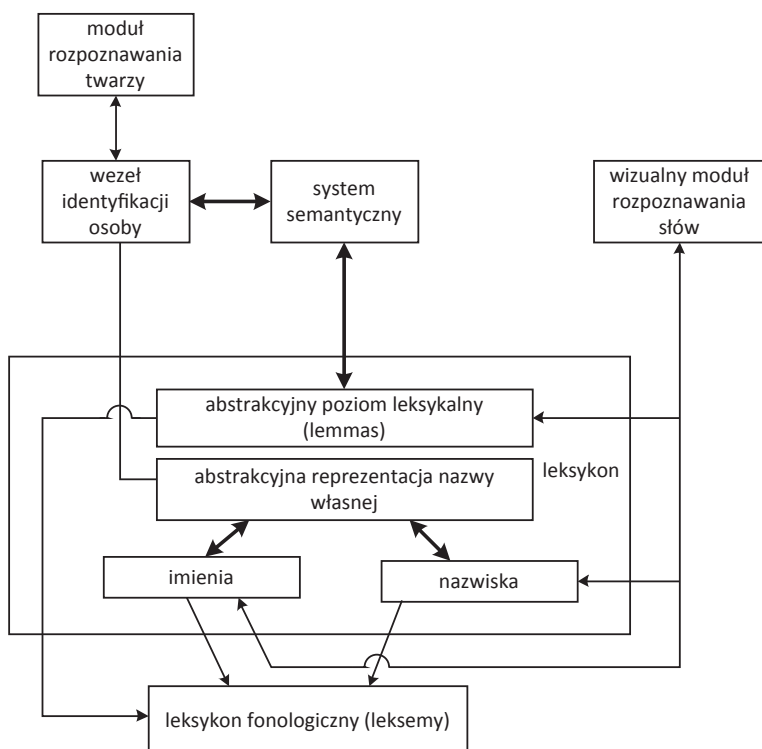 moduł
rozpoznawania
twarzy
wezeł
identyfikacji
osoby
system
semantyczny
wizualny moduł
rozpoznawania
słów
abstrakcyjny poziom leksykalny
(lemmas)
abstrakcyjna reprezentacja nazwy
własnej
leksykon
imienia
nazwiska
leksykon fonologiczny (leksemy)